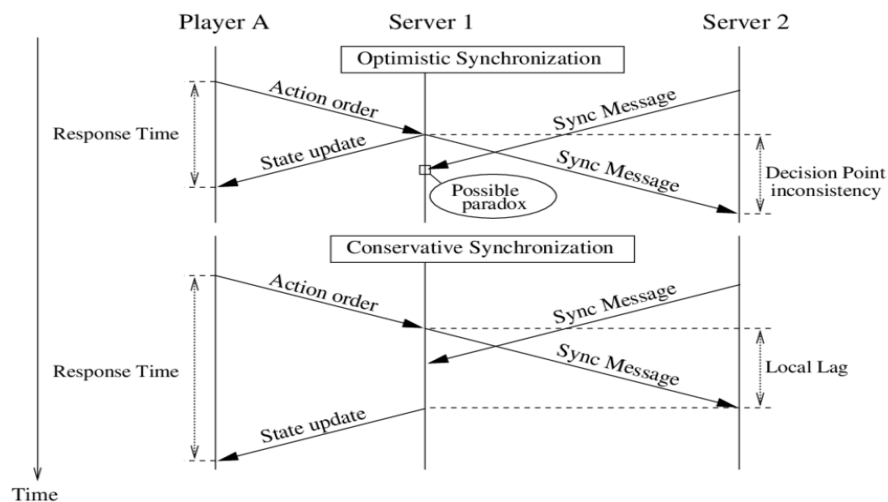 Player A
Server 1
Server 2
Optimistic Synchronization
Action order
Sync Message
Response Time
State update
Sync Message
Decision Point
inconsistency
Possible
paradox
Conservative Synchronization
Action order
Sync Message
Response Time
Sync Message
Local Lag
State update
Time